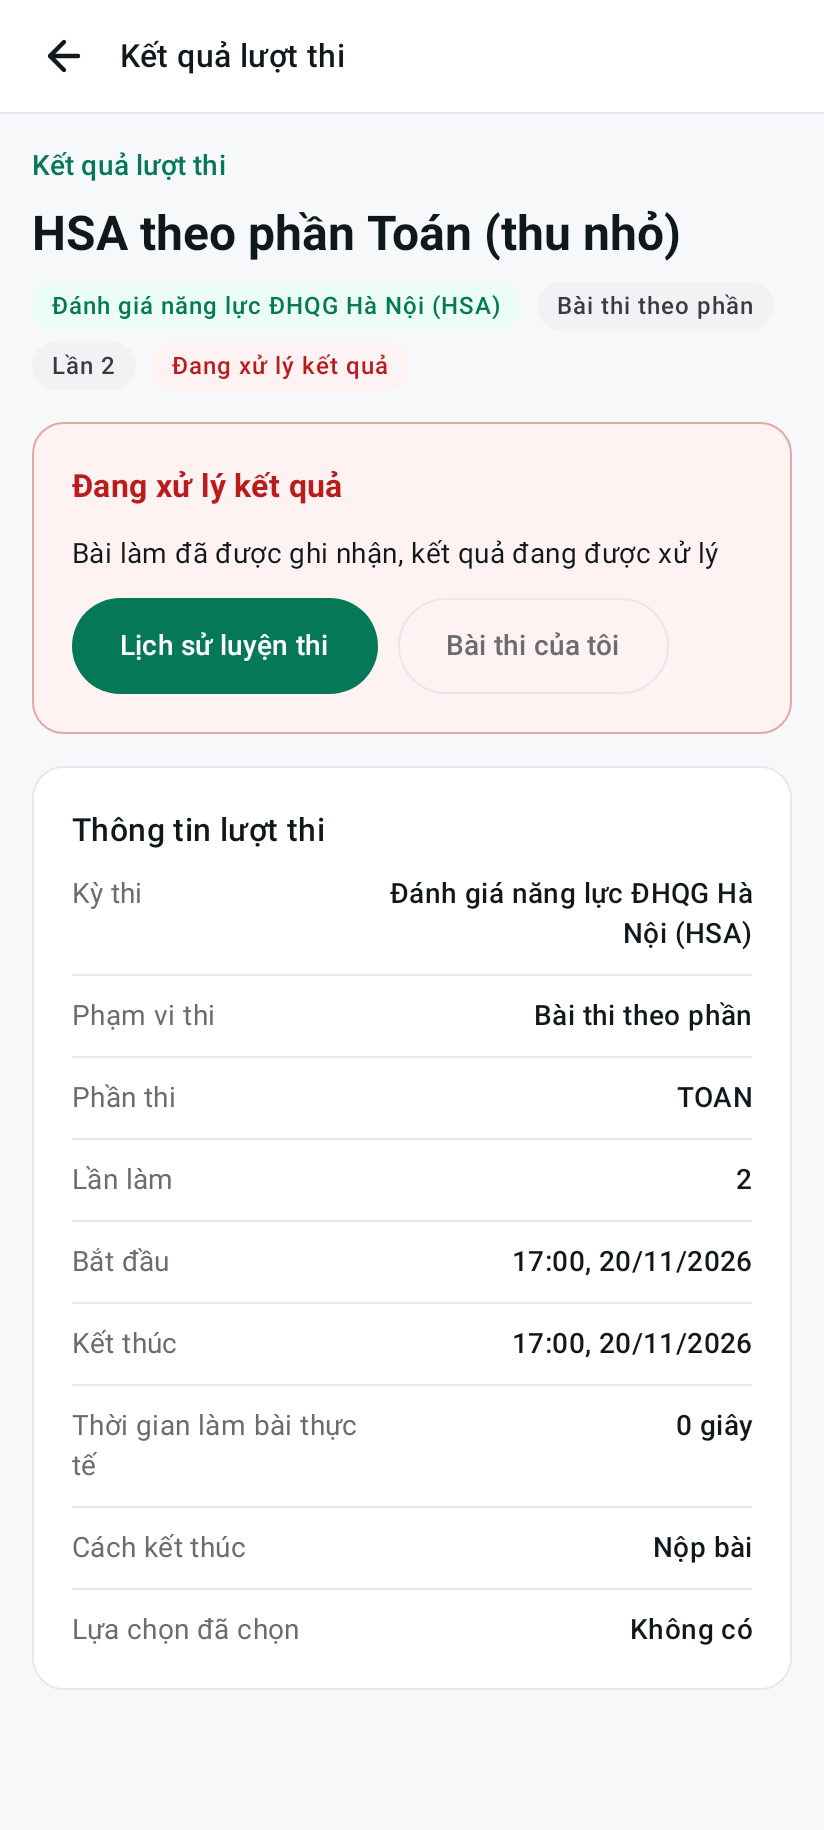 Kết quả lượt thi
Kết quả lượt thi
HSA theo phần Toán (thu nhỏ)
Đánh giá năng lực ĐHQG Hà Nội (HSA)
Bài thi theo phần
Lần 2
Đang xử lý kết quả
Đang xử lý kết quả
Bài làm đã được ghi nhận, kết quả đang được xử lý
Lịch sử luyện thi
Bài thi của tôi
Thông tin lượt thi
Kỳ thi
Đánh giá năng lực ĐHQG Hà
Nội (HSA)
Phạm vi thi
Bài thi theo phần
Phần thi
TOAN
Lần làm
2
Bắt đầu
17:00, 20/11/2026
Kết thúc
17:00, 20/11/2026
Thời gian làm bài thực
tế
0 giây
Cách kết thúc
Nộp bài
Lựa chọn đã chọn
Không có